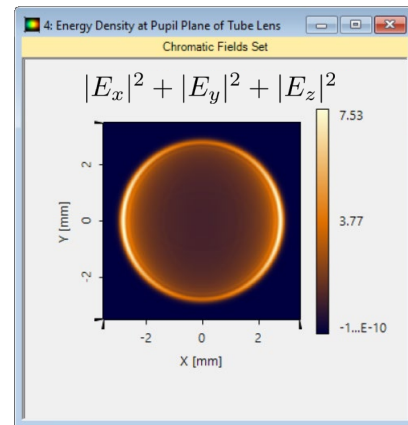 4: Energy Density at Pupil Plane of Tube Lens
Chromatic Fields Set
|E_x|^2 + |E_y|^2 + |E_z|^2
7.53
3.77
-1...E-10
2
0
-2
Y [mm]
-2 0 2
X [mm]